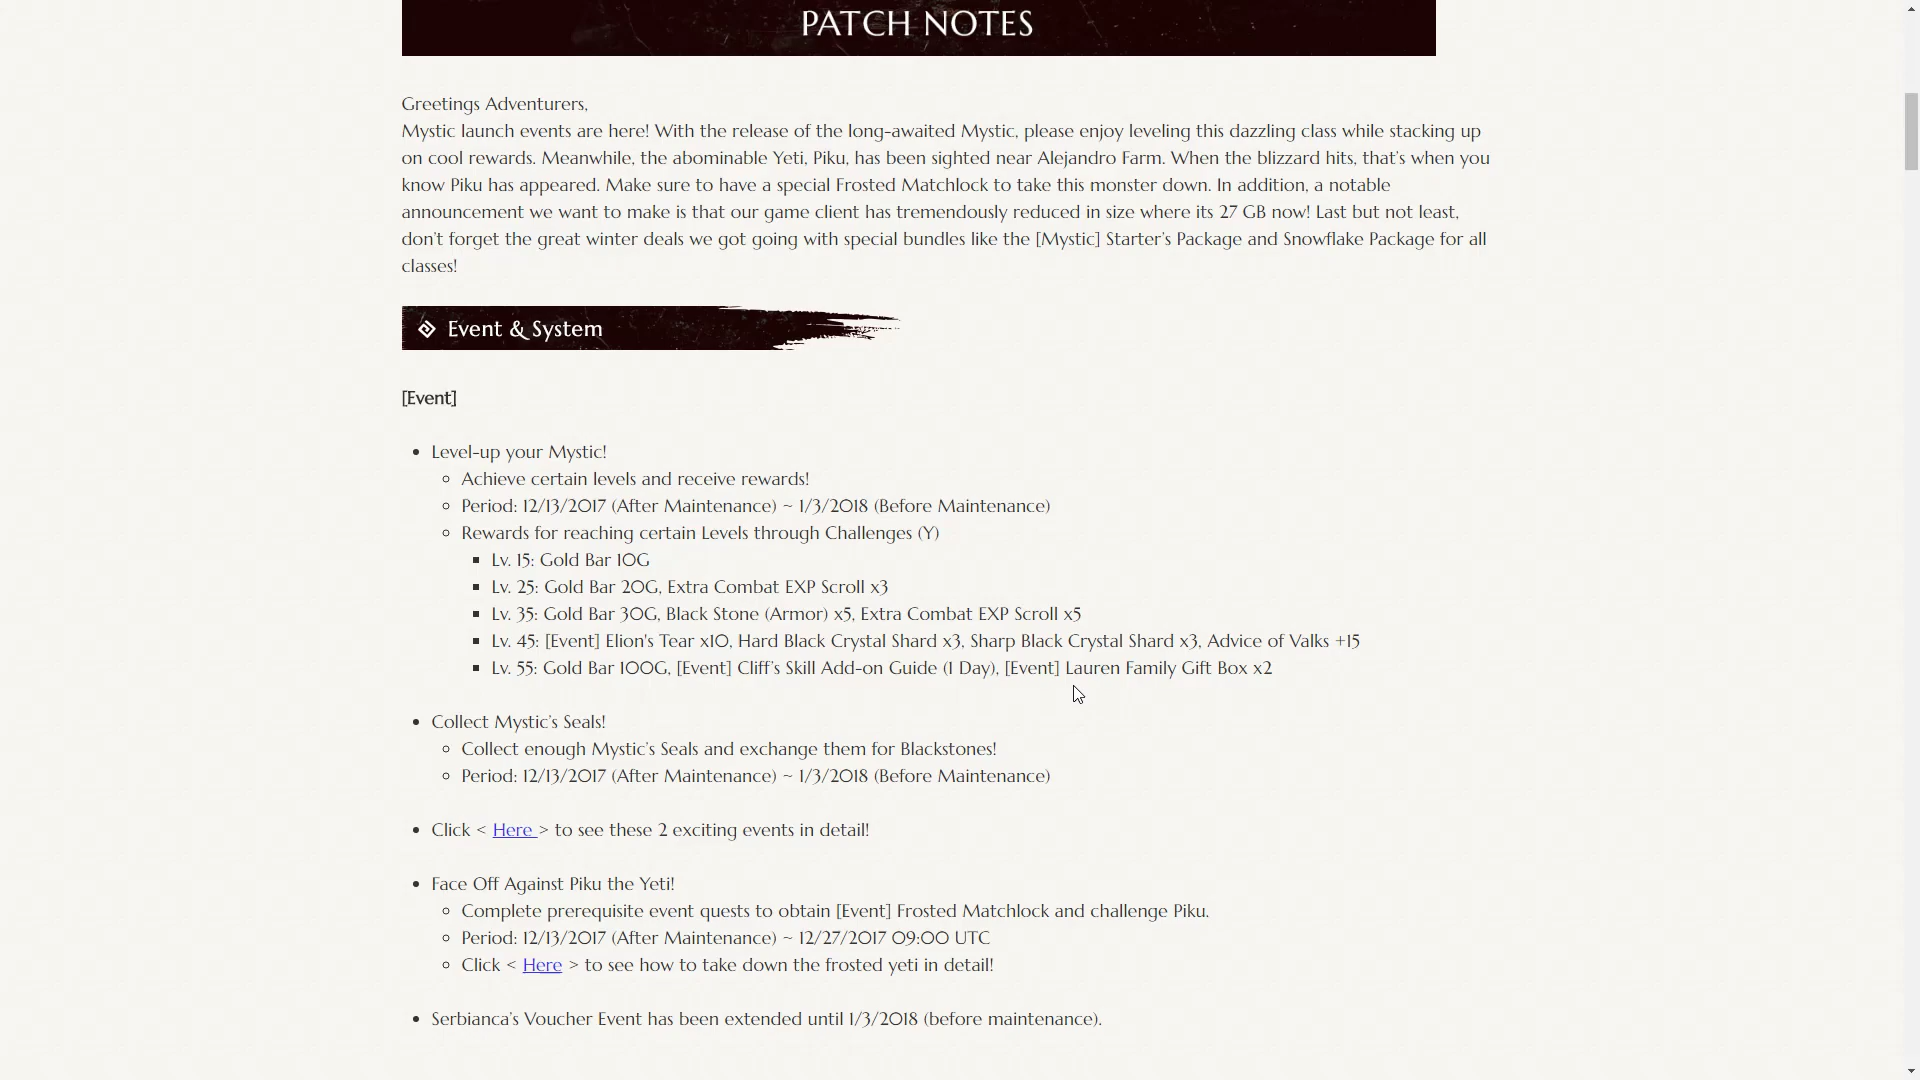 PATCH NOTES
Greetings Adventurers,
Mystic launch events are here! With the release of the long-awaited Mystic, please enjoy leveling this dazzling class while stacking up
on cool rewards. Meanwhile, the abominable Yeti, Piku, has been sighted near Alejandro Farm. When the blizzard hits, that's when you
know Piku has appeared. Make sure to have a special Frosted Matchlock to take this monster down. In addition, a notable
announcement we want to make is that our game client has tremendously reduced in size where its 27 GB now! Last but not least,
don't forget the great winter deals we got going with special bundles like the [Mystic] Starter's Package and Snowflake Package for all
classes!
Event & System
[Event]
• Level-up your Mystic!
◦ Achieve certain levels and receive rewards!
◦ Period: 12/13/2017 (After Maintenance) ~ 1/3/2018 (Before Maintenance)
◦ Rewards for reaching certain Levels through Challenges (Y)
▪ Lv. 15: Gold Bar 10G
▪ Lv. 25: Gold Bar 20G, Extra Combat EXP Scroll x3
▪ Lv. 35: Gold Bar 30G, Black Stone (Armor) x5, Extra Combat EXP Scroll x5
▪ Lv. 45: [Event] Elion's Tear x10, Hard Black Crystal Shard x3, Sharp Black Crystal Shard x3, Advice of Valks +15
▪ Lv. 55: Gold Bar 100G, [Event] Cliff's Skill Add-on Guide (1 Day), [Event] Lauren Family Gift Box x2
• Collect Mystic's Seals!
◦ Collect enough Mystic's Seals and exchange them for Blackstones!
◦ Period: 12/13/2017 (After Maintenance) ~ 1/3/2018 (Before Maintenance)
• Click < Here > to see these 2 exciting events in detail!
• Face Off Against Piku the Yeti!
◦ Complete prerequisite event quests to obtain [Event] Frosted Matchlock and challenge Piku.
◦ Period: 12/13/2017 (After Maintenance) ~ 12/27/2017 09:00 UTC
◦ Click < Here > to see how to take down the frosted yeti in detail!
• Serbianca's Voucher Event has been extended until 1/3/2018 (before maintenance).